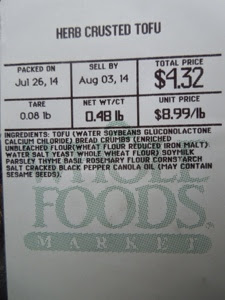 HERB CRUSTED TOFU
PACKED ON
Jul 26, 14
SELL BY
Aug 03, 14
TOTAL PRICE
$4.32
TARE
0.08 lb
NET WT/CT
0.48 lb
UNIT PRICE
$8.99/lb
INGREDIENTS: TOFU (WATER SOYBEANS GLUCONOLACTONE
CALCIUM CHLORIDE) BREAD CRUMBS (ENRICHED
UNBLEACHED FLOUR(WHEAT FLOUR REDUCED IRON MALT)
WATER SALT YEAST WHOLE WHEAT FLOUR) SOYMILK
PARSLEY THYME BASIL ROSEMARY FLOUR CORNSTARCH
SALT CRACKED BLACK PEPPER CANOLA OIL (MAY CONTAIN
SESAME SEEDS).
WHOLE
FOODS
MARKET